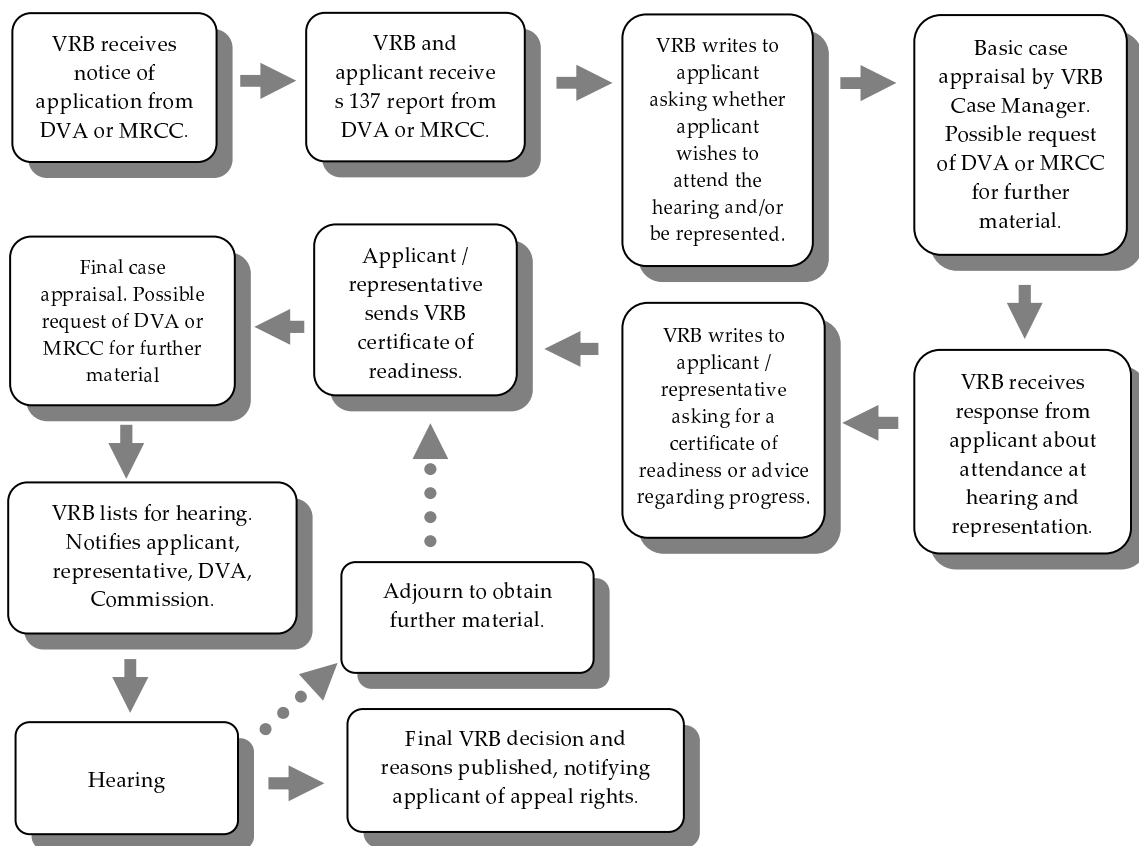 VRB receives
notice of
application from
DVA or MRCC.
VRB and
applicant receive
s 137 report from
DVA or MRCC.
VRB writes to
applicant
asking whether
applicant
wishes to
attend the
hearing and/or
be represented.
Basic case
appraisal by VRB
Case Manager.
Possible request
of DVA or MRCC
for further
material.
VRB receives
response from
applicant about
attendance at
hearing and
representation.
VRB writes to
applicant /
representative
asking for a
certificate of
readiness or advice
regarding progress.
Applicant /
representative
sends VRB
certificate of
readiness.
Final case
appraisal. Possible
request of DVA or
MRCC for further
material
VRB lists for hearing.
Notifies applicant,
representative, DVA,
Commission.
Hearing
Adjourn to obtain
further material.
Final VRB decision and
reasons published, notifying
applicant of appeal rights.